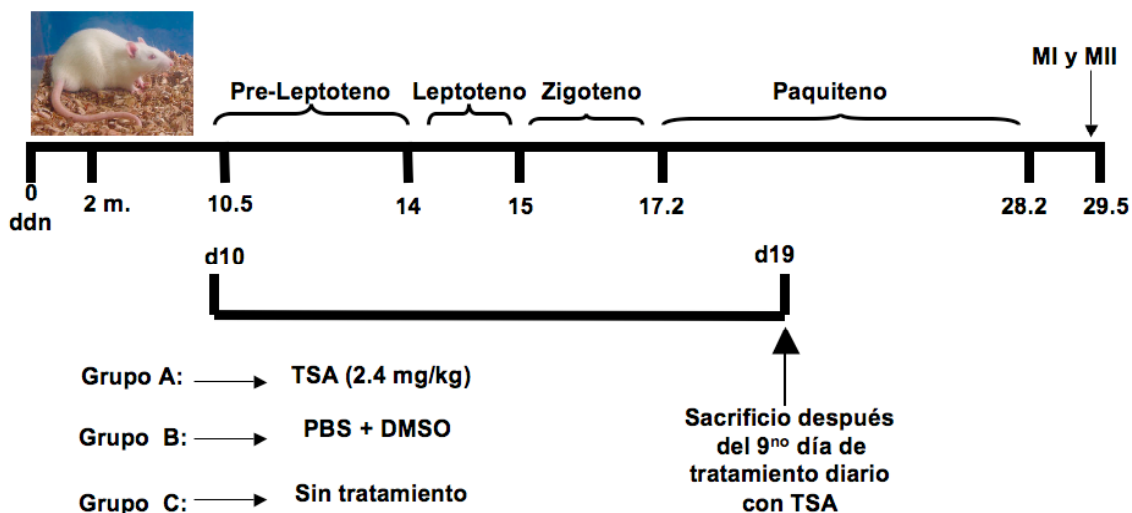 MI y MII
Pre-Leptoteno Leptoteno Zigoteno Paquiteno
0 2 m. 10.5 14 15 17.2 28.2 29.5
ddn
d10 d19
Grupo A: TSA (2.4 mg/kg)
Grupo B: PBS + DMSO
Grupo C: Sin tratamiento
Sacrificio después
del 9no día de
tratamiento diario
con TSA